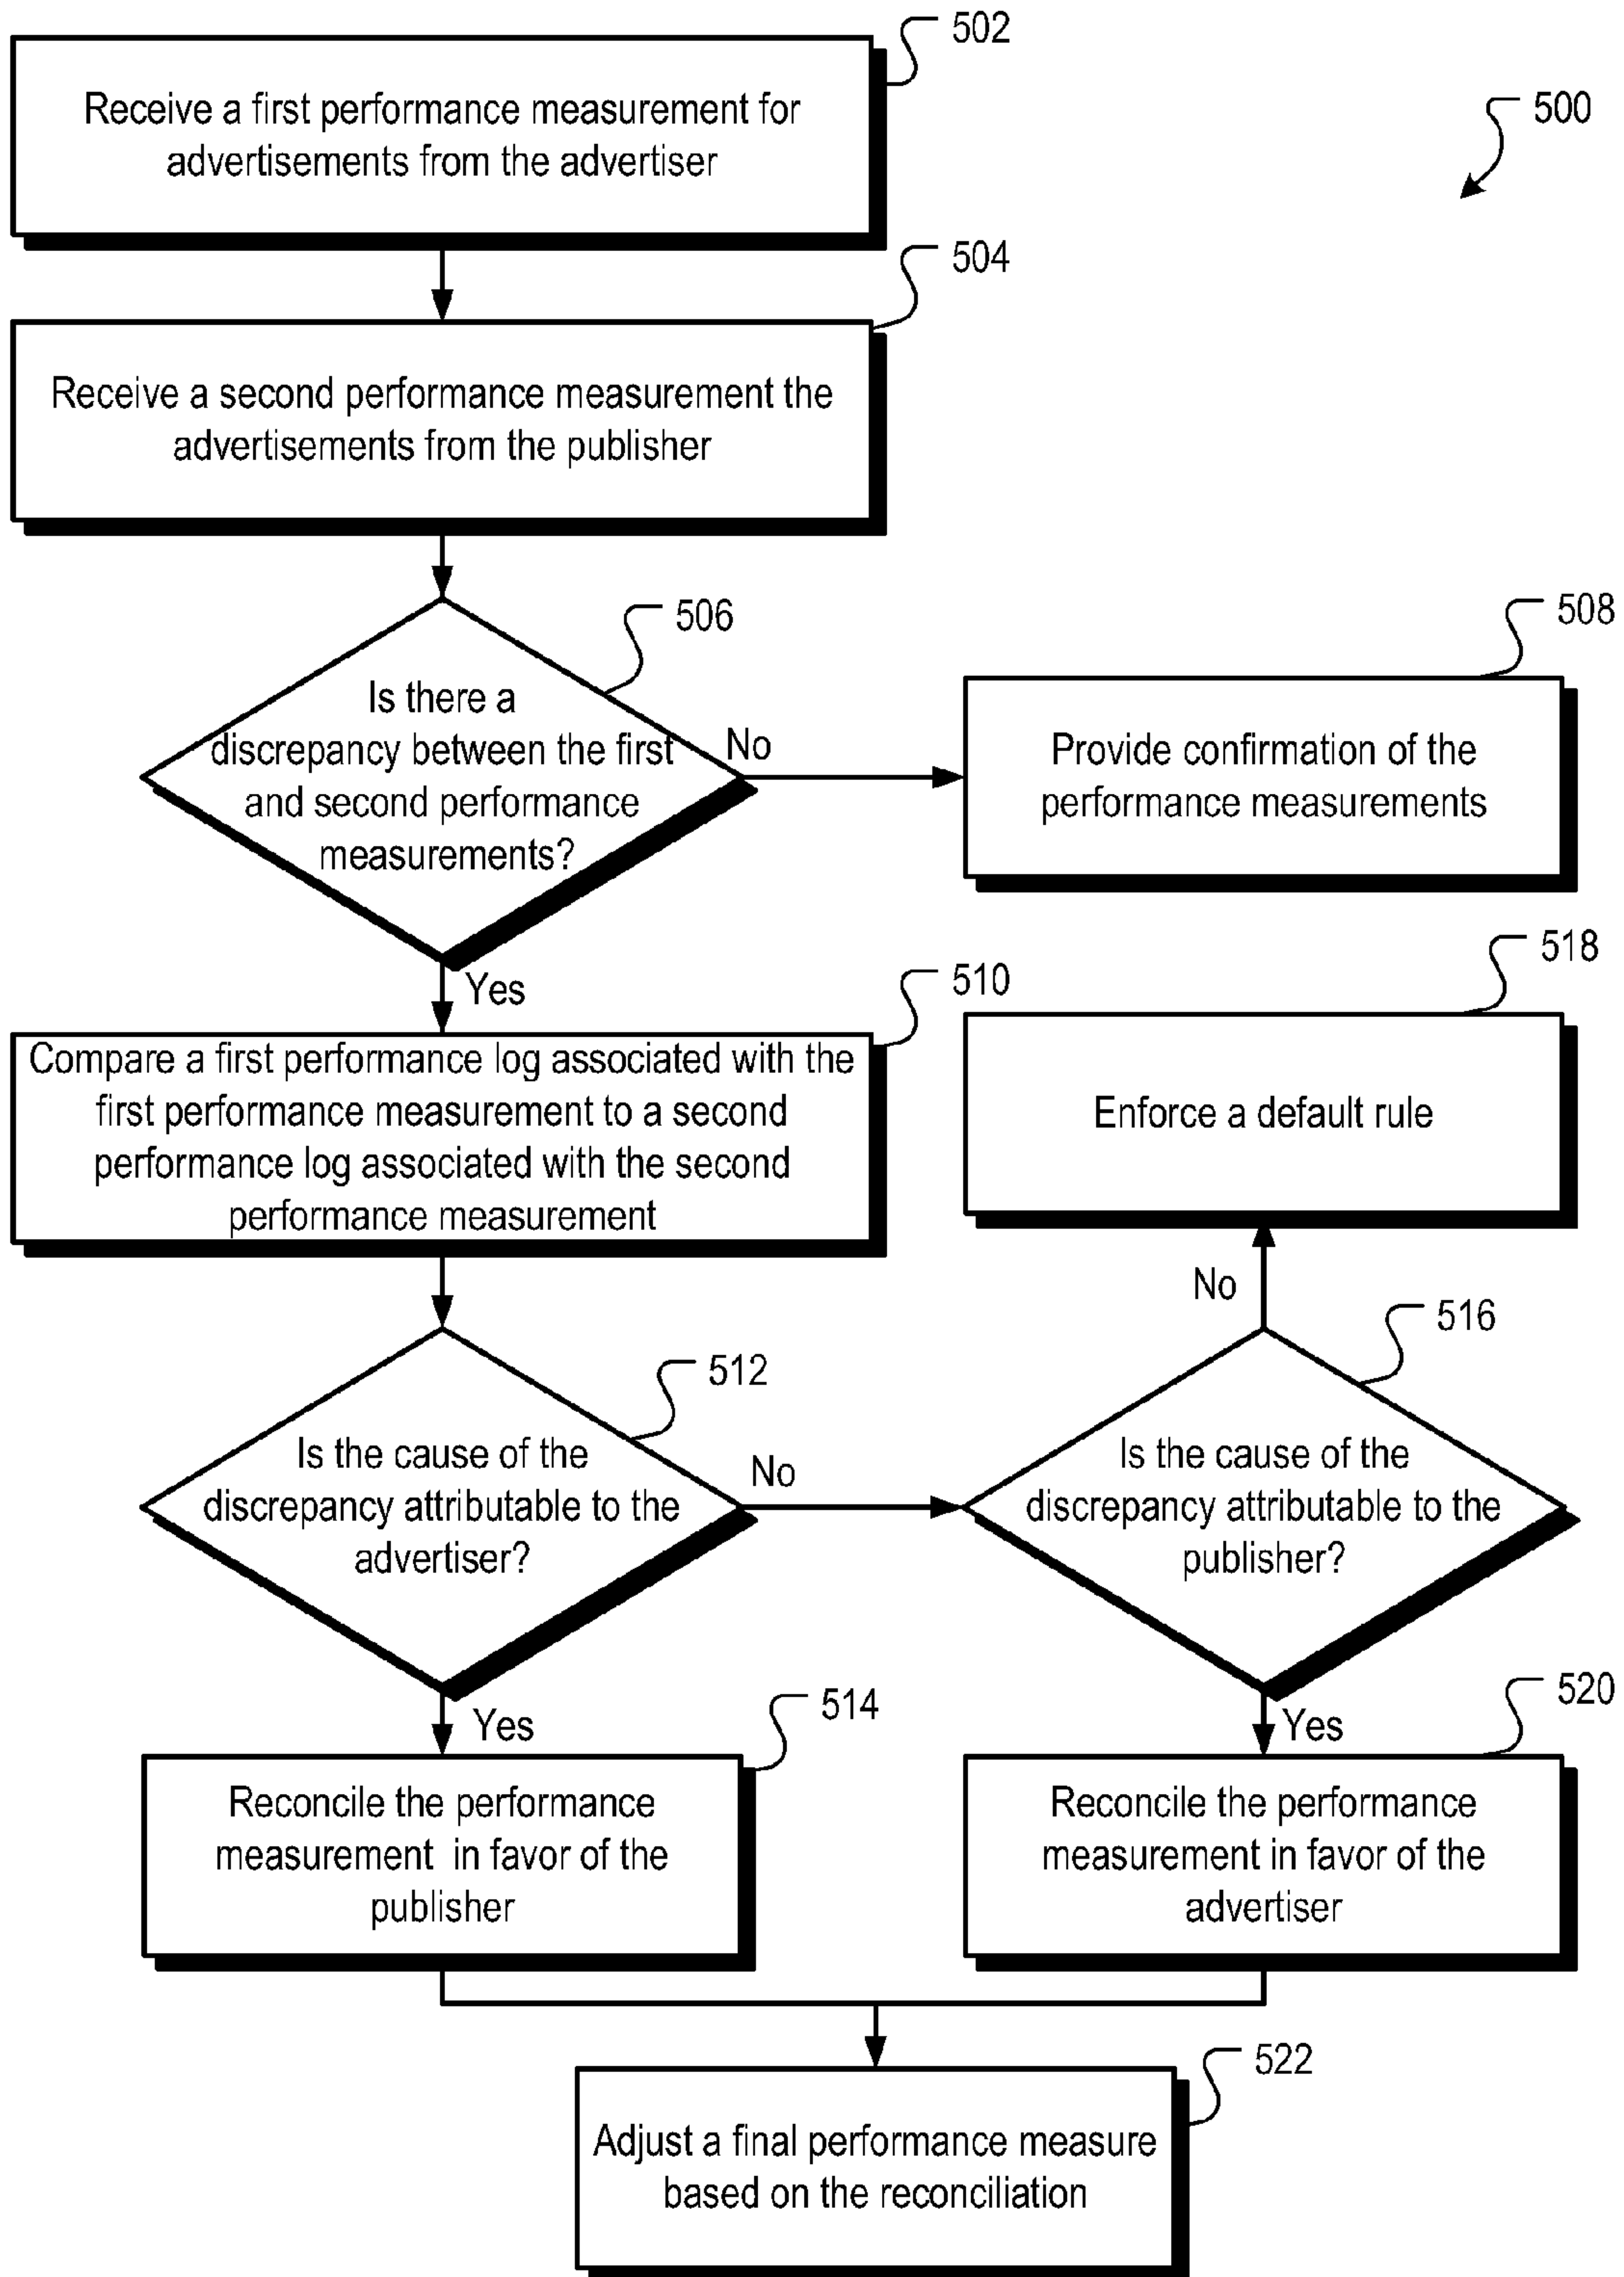 502
Receive a first performance measurement for
advertisements from the advertiser
500
504
Receive a second performance measurement the
advertisements from the publisher
506
Is there a
discrepancy between the first
and second performance
measurements?
No
508
Provide confirmation of the
performance measurements
Yes
510
Compare a first performance log associated with the
first performance measurement to a second
performance log associated with the second
performance measurement
518
Enforce a default rule
No
512
Is the cause of the
discrepancy attributable to the
advertiser?
No
516
Is the cause of the
discrepancy attributable to the
publisher?
Yes
514
Reconcile the performance
measurement in favor of the
publisher
Yes
520
Reconcile the performance
measurement in favor of the
advertiser
522
Adjust a final performance measure
based on the reconciliation